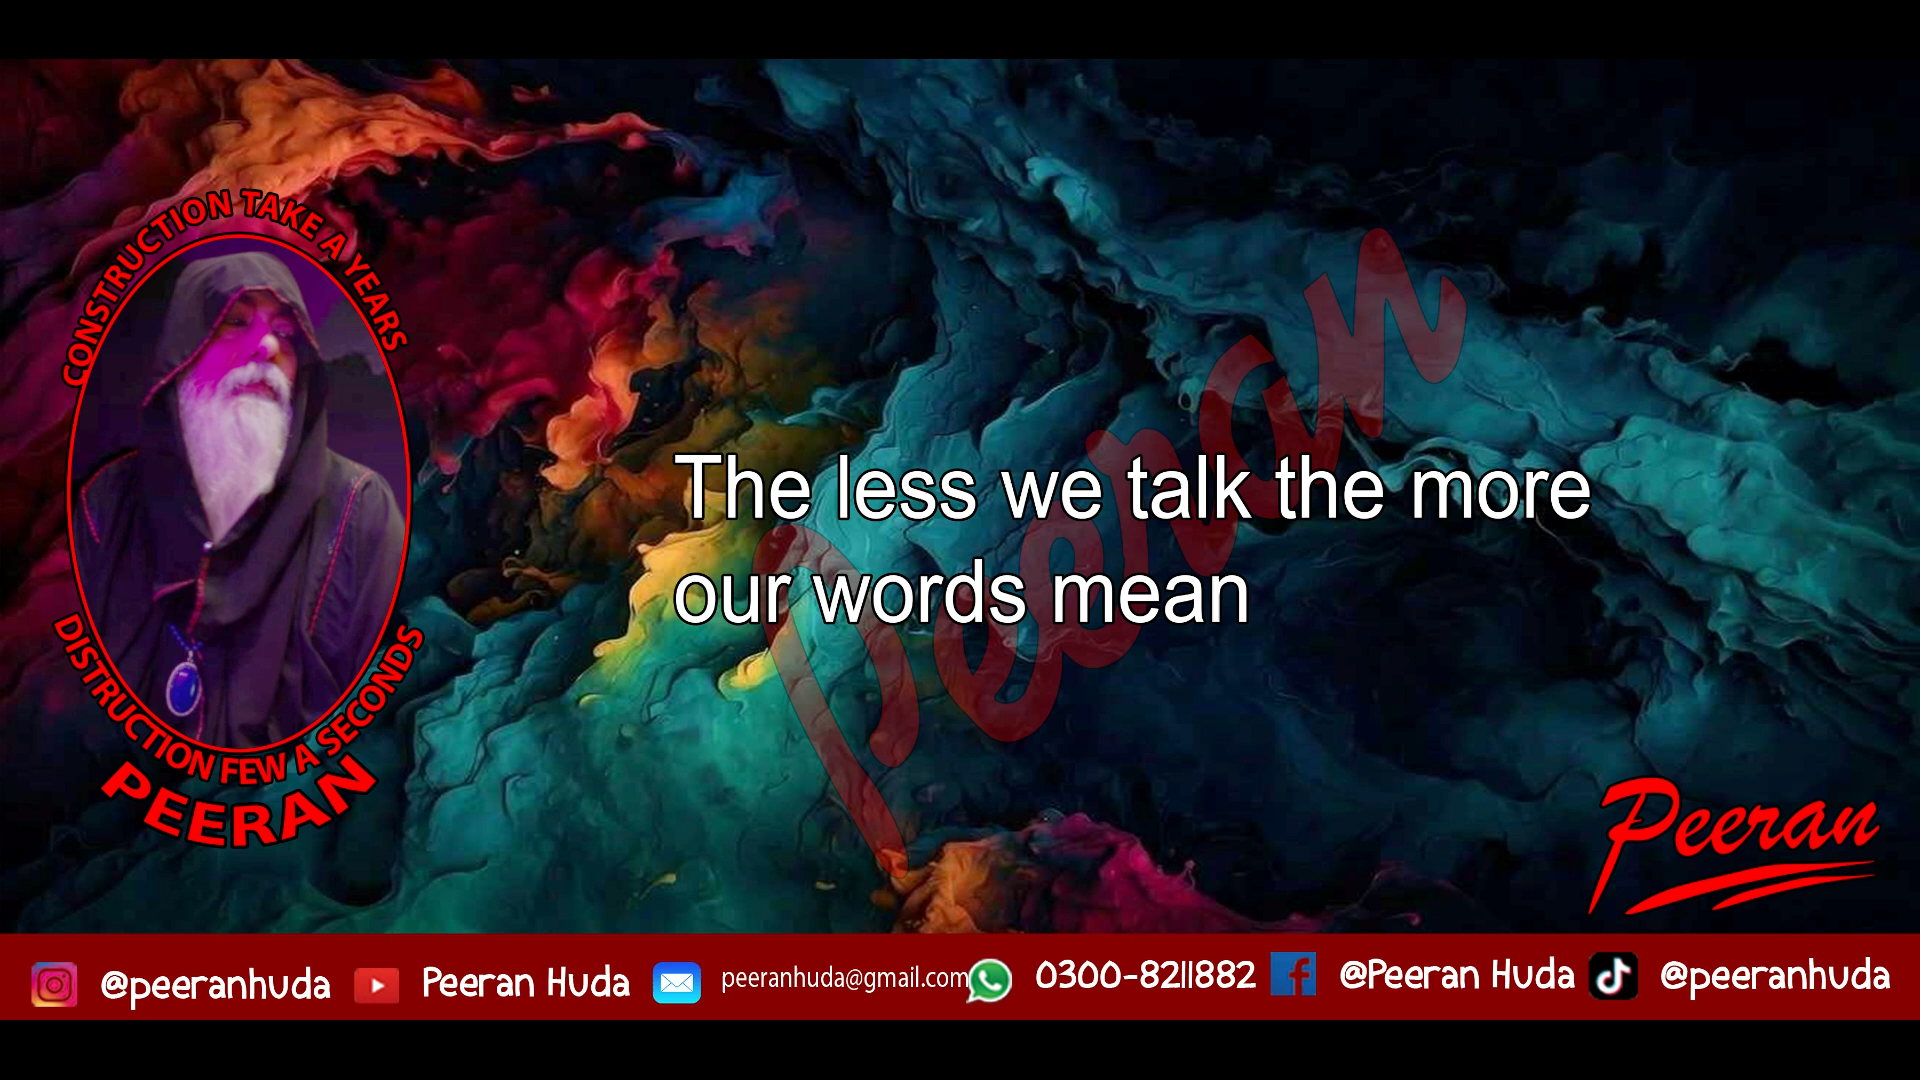 CONSTRUCTION TAKE A YEARS
DISTRUCTION FEW A SECONDS
PEERAN
The less we talk the more
our words mean
Peeran
Peeran
@peeranhuda
Peeran Huda
peeranhuda@gmail.com
0300-8211882
@Peeran Huda
@peeranhuda